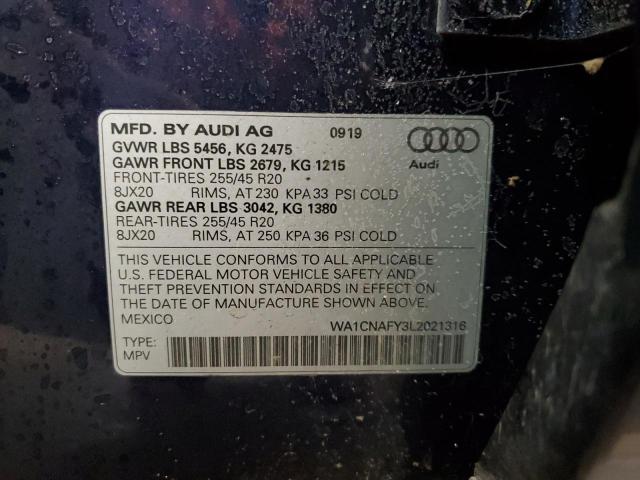 MFD. BY AUDI AG 0919
GVWR LBS 5456, KG 2475
GAWR FRONT LBS 2679, KG 1215
FRONT-TIRES 255/45 R20
8JX20 RIMS, AT 230 KPA 33 PSI COLD
GAWR REAR LBS 3042, KG 1380
REAR-TIRES 255/45 R20
8JX20 RIMS, AT 250 KPA 36 PSI COLD
Audi
THIS VEHICLE CONFORMS TO ALL APPLICABLE
U.S. FEDERAL MOTOR VEHICLE SAFETY AND
THEFT PREVENTION STANDARDS IN EFFECT ON
THE DATE OF MANUFACTURE SHOWN ABOVE.
MEXICO WA1CNAFY3L2021316
TYPE:
MPV